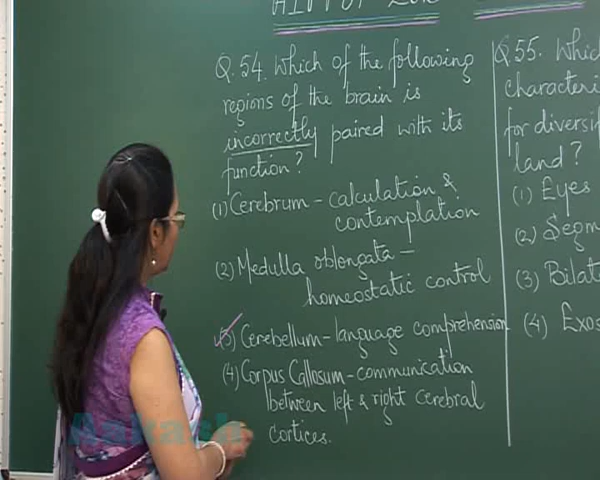 Q.54. Which of the following
regions of the brain is
incorrectly paired with its
function?
(1) Cerebrum - calculation &
contemplation
(2) Medulla oblongata -
homeostatic control
(3) Cerebellum - language comprehension
(4) Corpus Callosum - communication
between left & right cerebral
cortices.
Q.55. Whic
characteri
for diversif
land?
(1) Eyes
(2) Segm
(3) Bilat
(4) Exos
Aakash